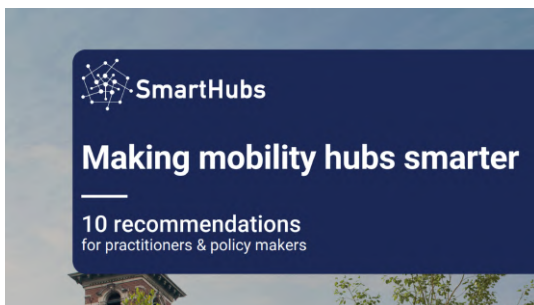 SmartHubs
Making mobility hubs smarter
10 recommendations
for practitioners & policy makers